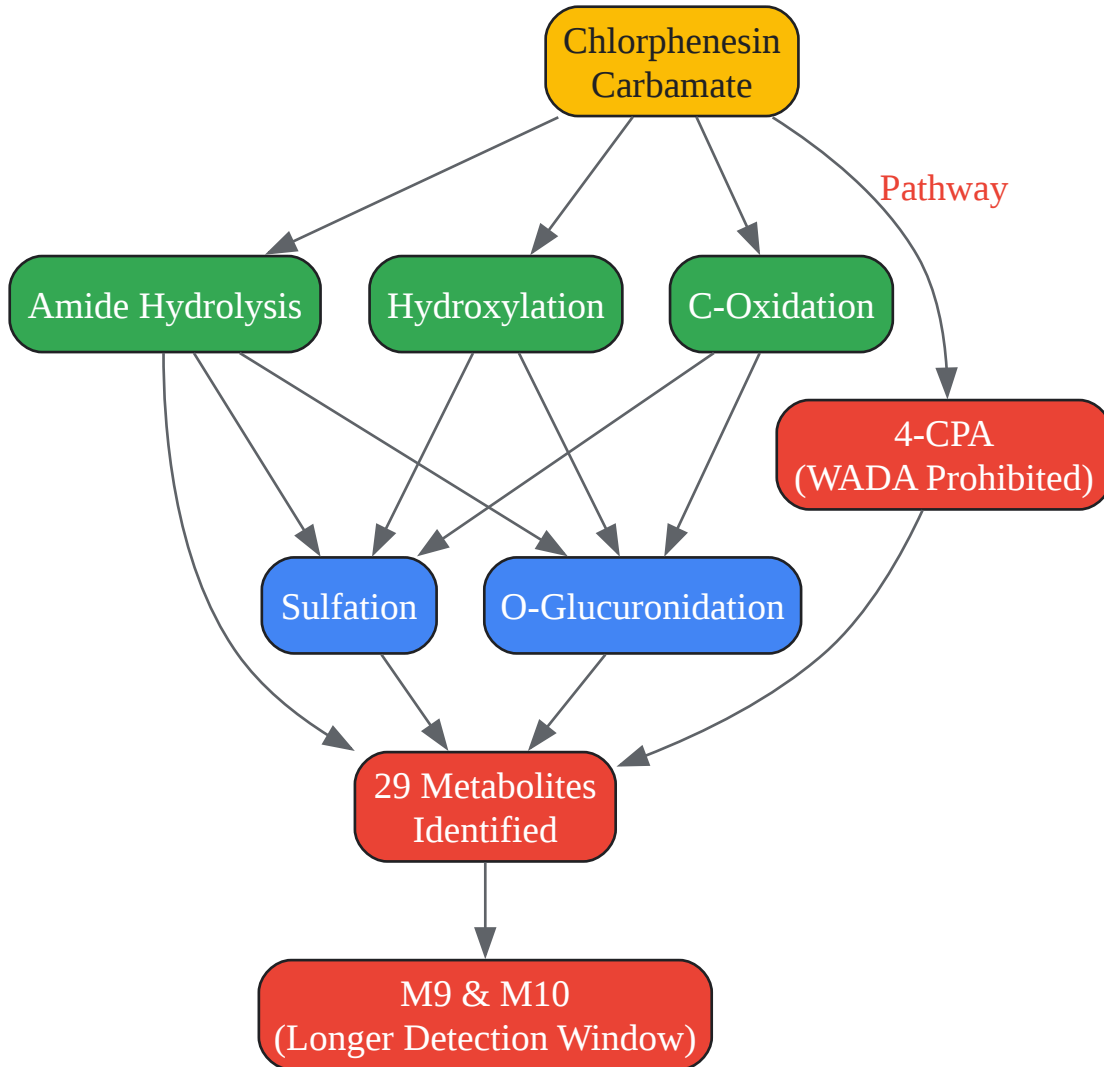 Chlorphenesin
Carbamate
Pathway
Amide Hydrolysis
Hydroxylation
C-Oxidation
4-CPA
(WADA Prohibited)
Sulfation
O-Glucuronidation
29 Metabolites
Identified
M9 & M10
(Longer Detection Window)